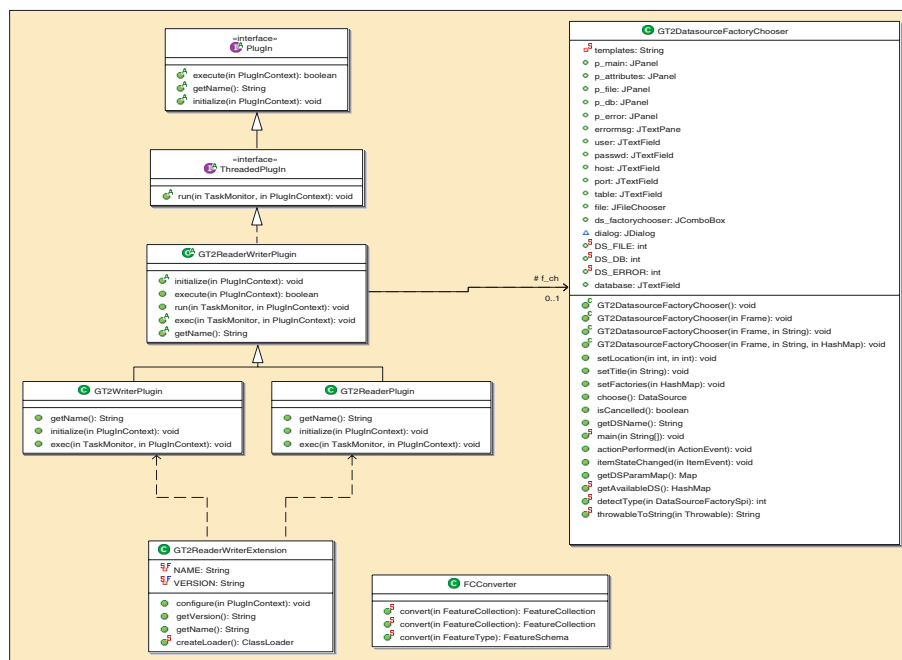 «interface»
PlugIn
execute(in PlugInContext): boolean
getName(): String
initialize(in PlugInContext): void
«interface»
ThreadedPlugIn
run(in TaskMonitor, in PlugInContext): void
GT2ReaderWriterPlugin
initialize(in PlugInContext): void
execute(in PlugInContext): boolean
run(in TaskMonitor, in PlugInContext): void
exec(in TaskMonitor, in PlugInContext): void
getName(): String
# f_ch
0..1
GT2WriterPlugin
getName(): String
initialize(in PlugInContext): void
exec(in TaskMonitor, in PlugInContext): void
GT2ReaderPlugin
getName(): String
initialize(in PlugInContext): void
exec(in TaskMonitor, in PlugInContext): void
GT2ReaderWriterExtension
NAME: String
VERSION: String
configure(in PlugInContext): void
getVersion(): String
getName(): String
createLoader(): ClassLoader
FCConverter
convert(in FeatureCollection): FeatureCollection
convert(in FeatureCollection): FeatureCollection
convert(in FeatureType): FeatureSchema
GT2DatasourceFactoryChooser
templates: String
p_main: JPanel
p_attributes: JPanel
p_file: JPanel
p_db: JPanel
p_error: JPanel
errormsg: JTextPane
user: JTextField
passwd: JTextField
host: JTextField
port: JTextField
table: JTextField
file: JFileChooser
ds_factorychooser: JComboBox
dialog: JDialog
DS_FILE: int
DS_DB: int
DS_ERROR: int
database: JTextField
GT2DatasourceFactoryChooser(): void
GT2DatasourceFactoryChooser(in Frame): void
GT2DatasourceFactoryChooser(in Frame, in String): void
GT2DatasourceFactoryChooser(in Frame, in String, in HashMap): void
setLocation(in int, in int): void
setTitle(in String): void
setFactories(in HashMap): void
choose(): DataSource
isCancelled(): boolean
getDSName(): String
main(in String[]): void
actionPerformed(in ActionEvent): void
itemStateChanged(in ItemEvent): void
getDSParamMap(): Map
getAvailableDS(): HashMap
detectType(in DataSourceFactorySpi): int
throwableToString(in Throwable): String